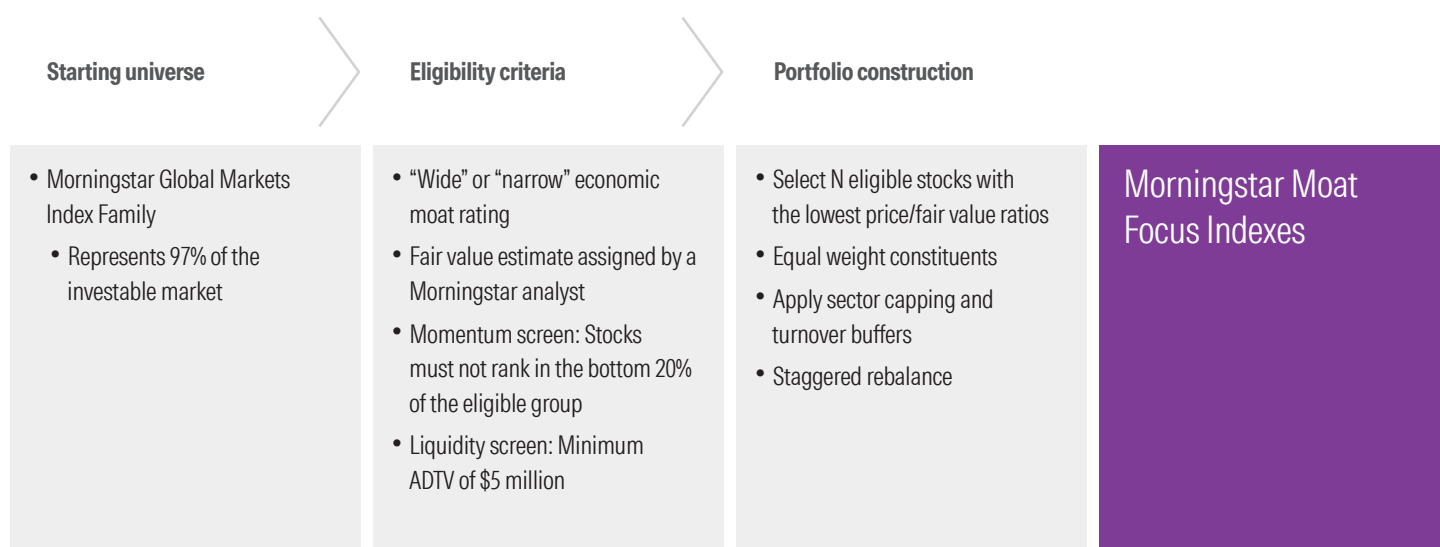 Starting universe
Eligibility criteria
Portfolio construction
• Morningstar Global Markets
Index Family
• Represents 97% of the
investable market
• “Wide” or “narrow” economic
moat rating
• Fair value estimate assigned by a
Morningstar analyst
• Momentum screen: Stocks
must not rank in the bottom 20%
of the eligible group
• Liquidity screen: Minimum
ADTV of $5 million
• Select N eligible stocks with
the lowest price/fair value ratios
• Equal weight constituents
• Apply sector capping and
turnover buffers
• Staggered rebalance
Morningstar Moat
Focus Indexes